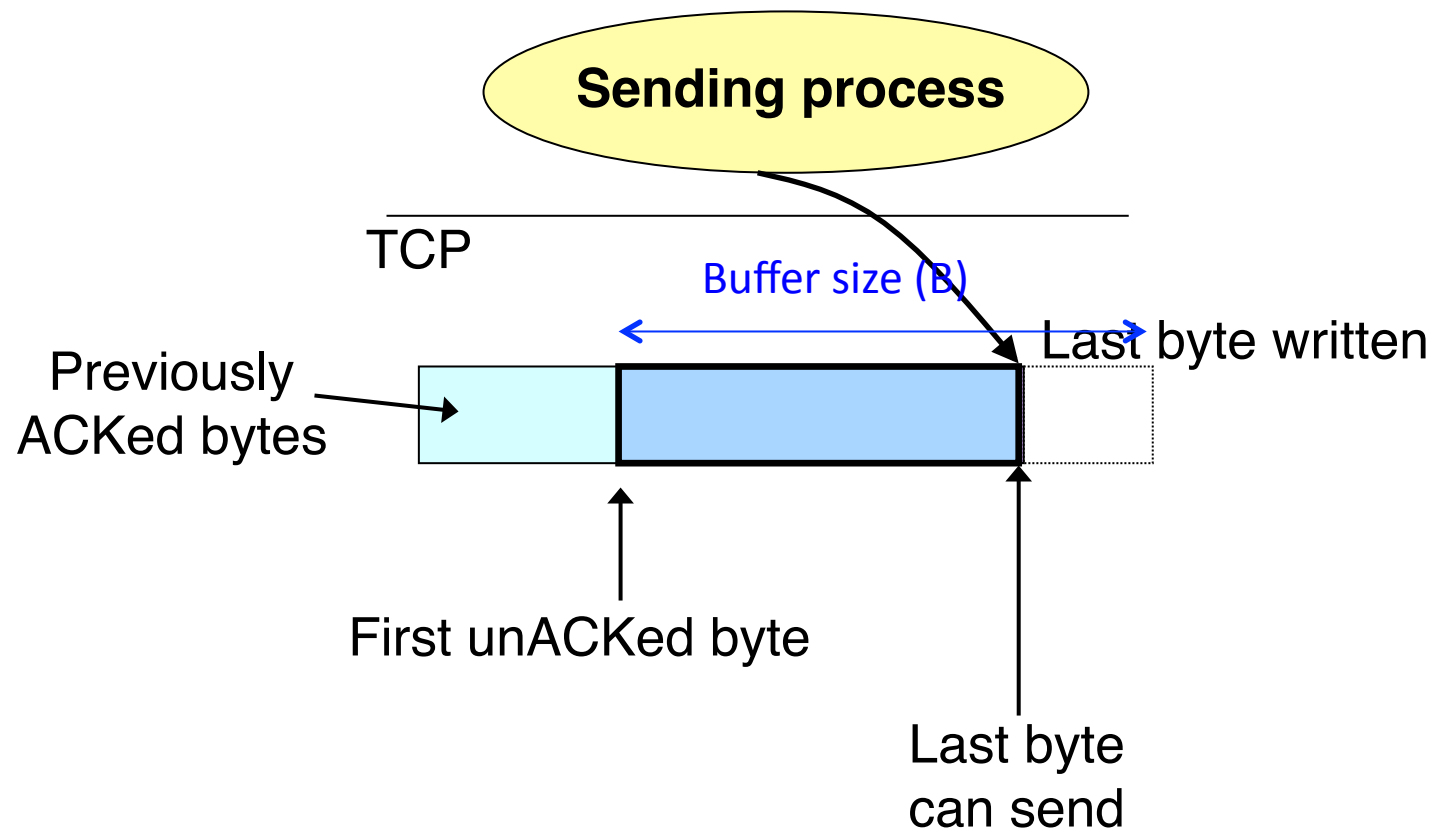 Sending process
TCP
Buffer size (B)
Last byte written
Previously
ACKed bytes
First unACKed byte
Last byte
can send